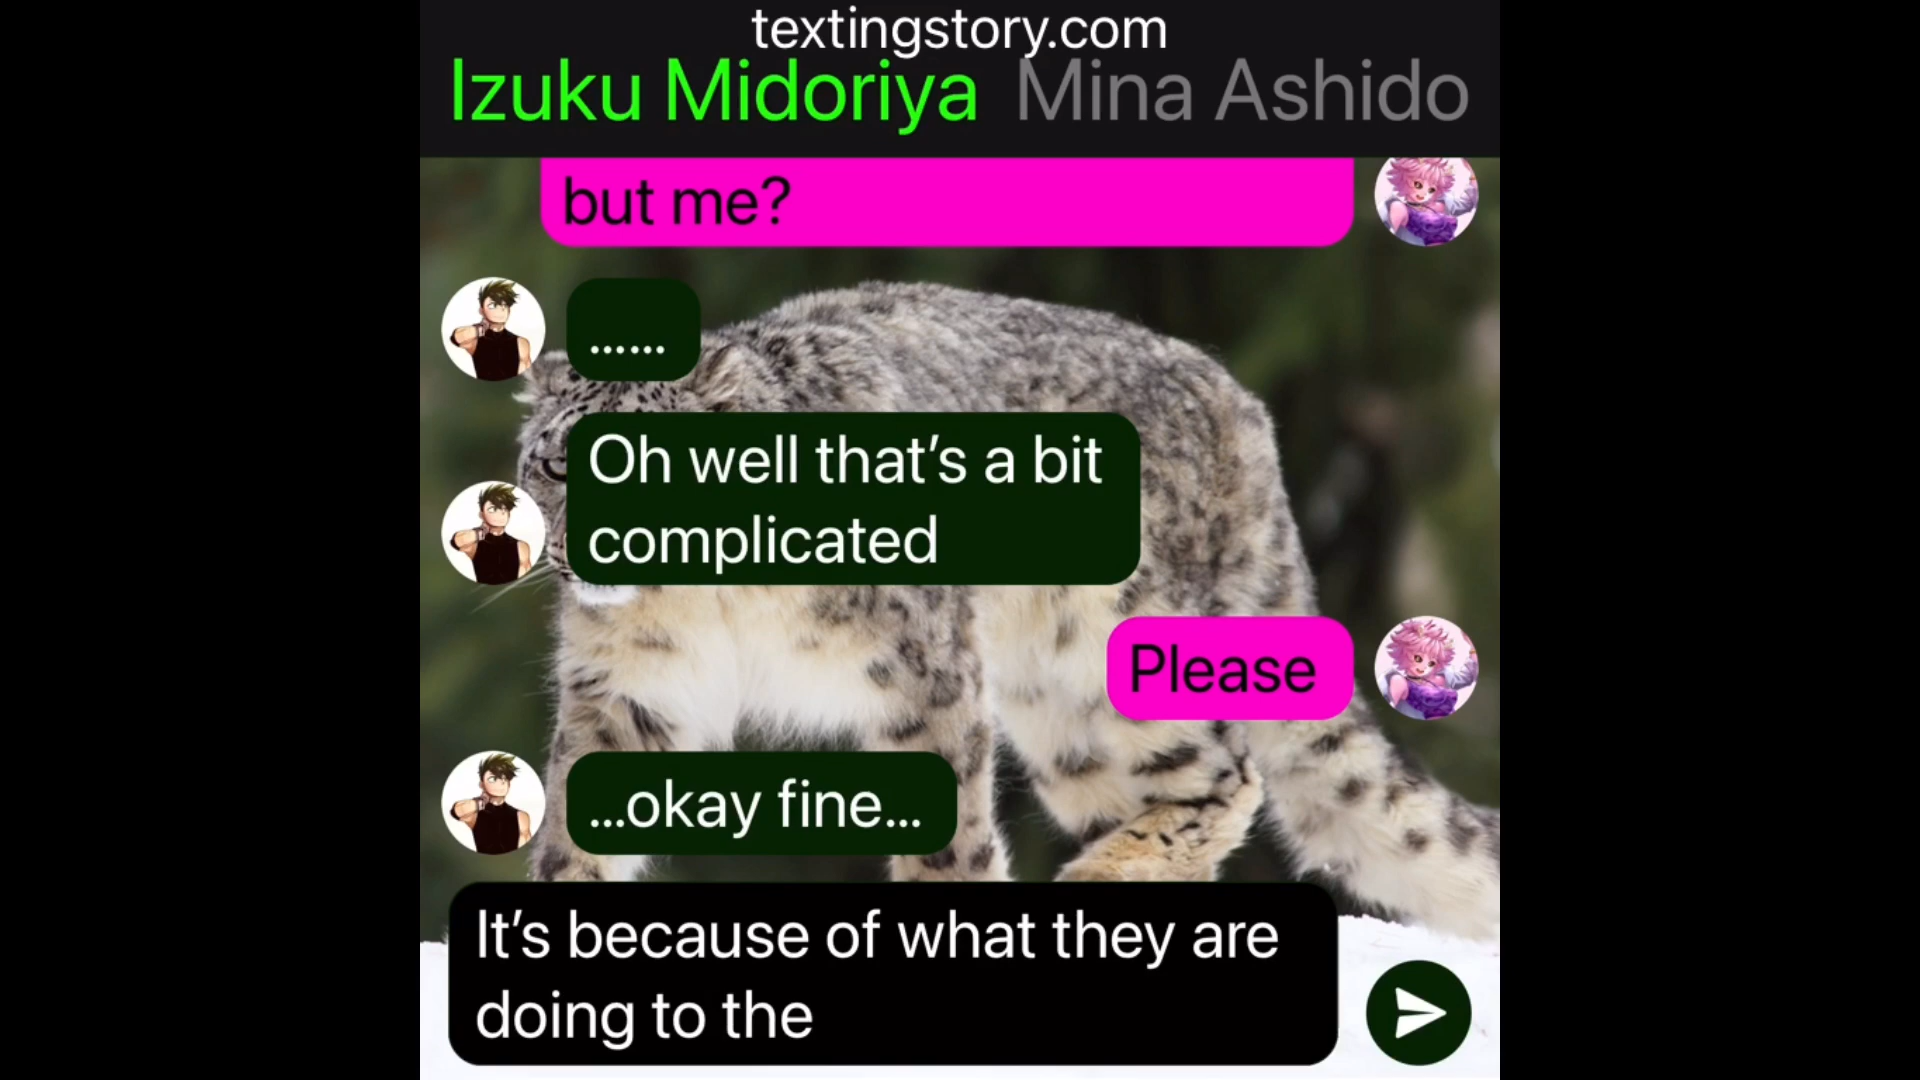 textingstory.com
Izuku Midoriya Mina Ashido
but me?
......
Oh well that’s a bit
complicated
Please
...okay fine...
It’s because of what they are
doing to the